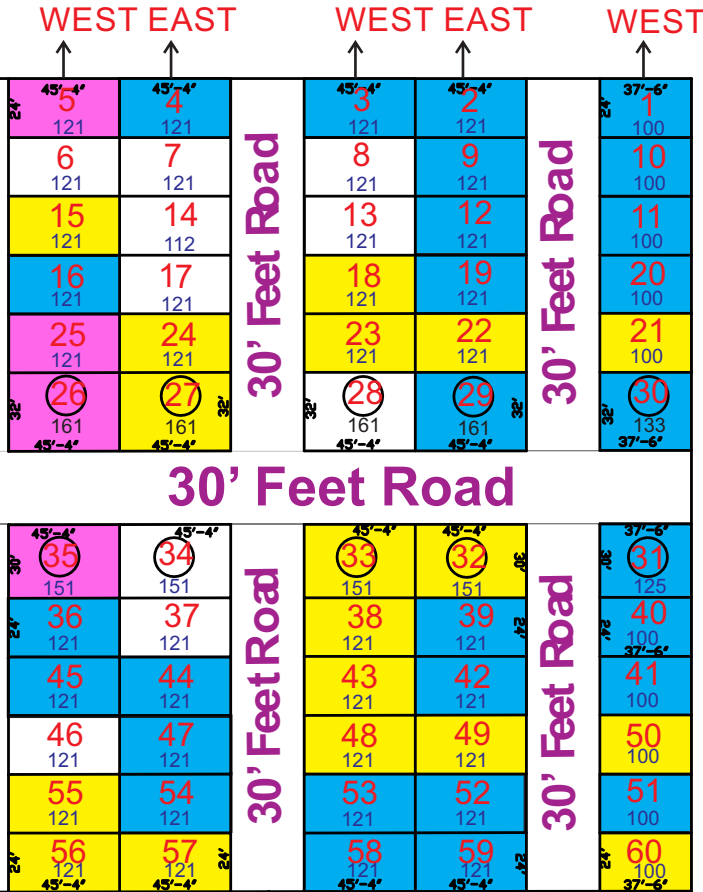 WEST EAST WEST EAST WEST
45'-4" 45'-4" 45'-4" 45'-4" 37'-6"
24' 5 4 3 2 24' 1
121 121 121 121 100
6 7 8 9 10
121 121 121 121 100
15 14 13 12 11
121 112 121 121 100
16 17 18 19 20
121 121 121 121 100
25 24 23 22 21
121 121 121 121 100
32' 26 27 32' 32' 28 29 32' 32' 30
161 161 161 161 133
45'-4" 45'-4" 45'-4" 45'-4" 37'-6"
30' Feet Road
30' Feet Road
30' Feet Road
45'-4" 45'-4" 45'-4" 45'-4" 37'-6"
30' 35 34 33 32 30' 30' 31
151 151 151 151 125
24' 36 37 38 39 24' 24' 40
121 121 121 121 100
37'-6"
45 44 43 42 41
121 121 121 121 100
46 47 48 49 50
121 121 121 121 100
55 54 53 52 51
121 121 121 121 100
24' 56 57 24' 58 59 24' 24' 60
121 121 121 121 100
45'-4" 45'-4" 45'-4" 45'-4" 37'-6"
30' Feet Road
30' Feet Road